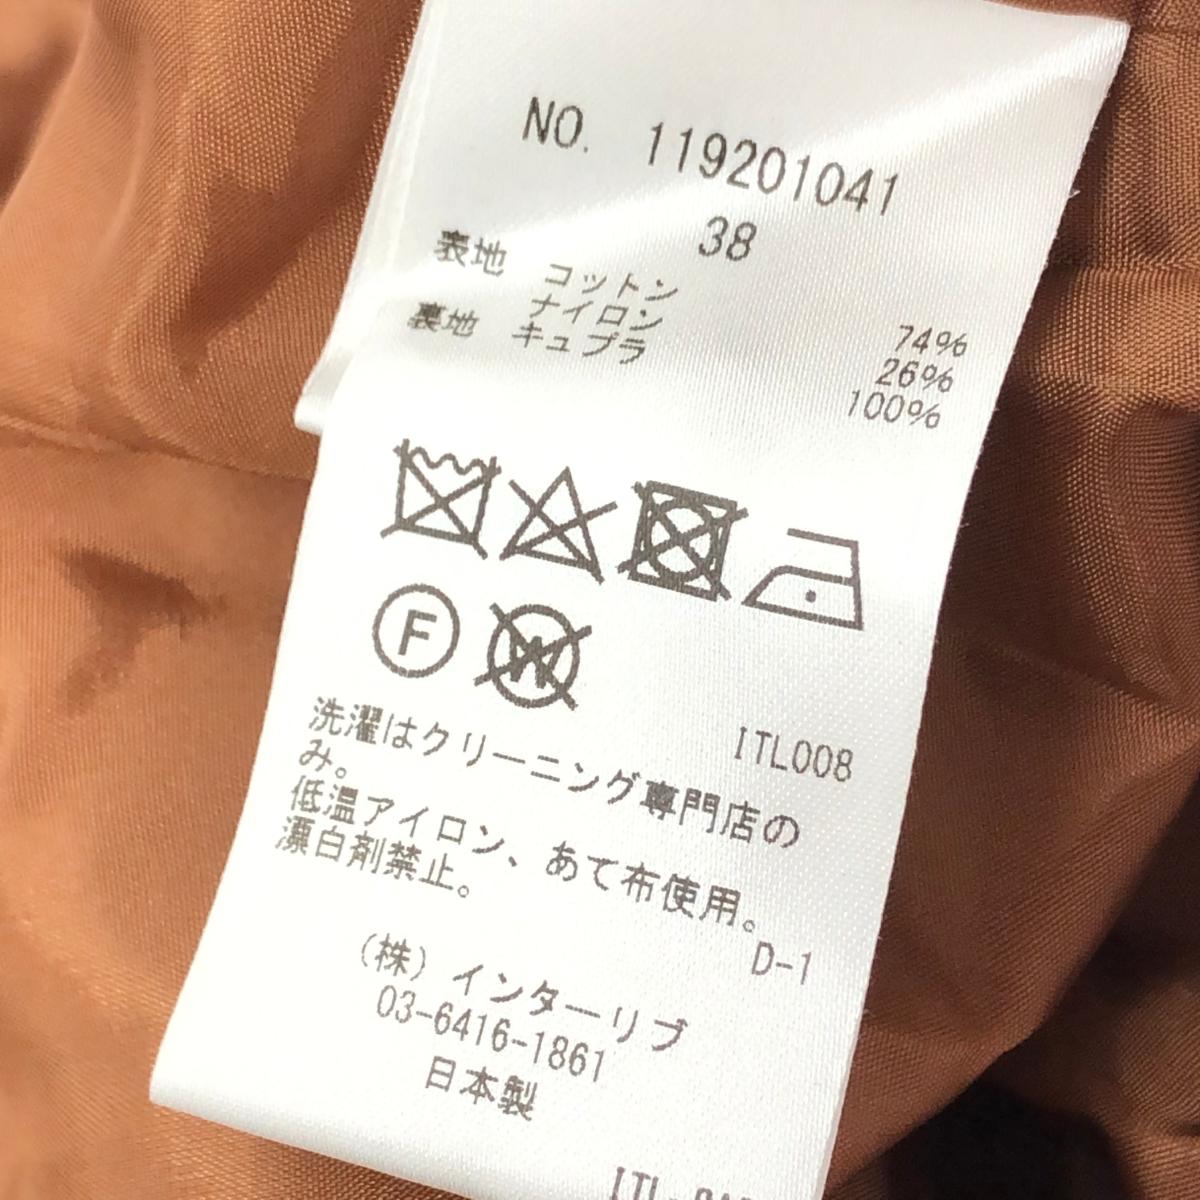 NO. 119201041
38
表地 コットン 74%
ナイロン 26%
裏地 キュプラ 100%
F
W
ITL008
洗濯はクリーニング専門店の
み。
低温アイロン、あて布使用。
漂白剤禁止。
D-1
(株) インターリブ
03-6416-1861
日本製